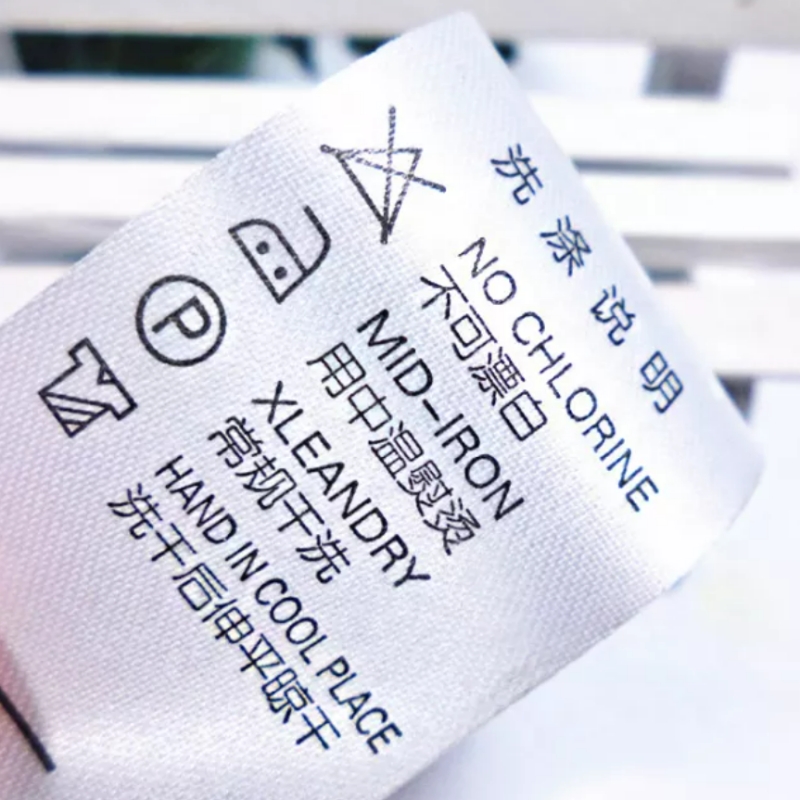 洗涤说明
NO CHLORINE
不可漂白
MID-IRON
用中温熨烫
XLEANDRY
常规干洗
HAND IN COOL PLACE
洗干后伸平晾干
P